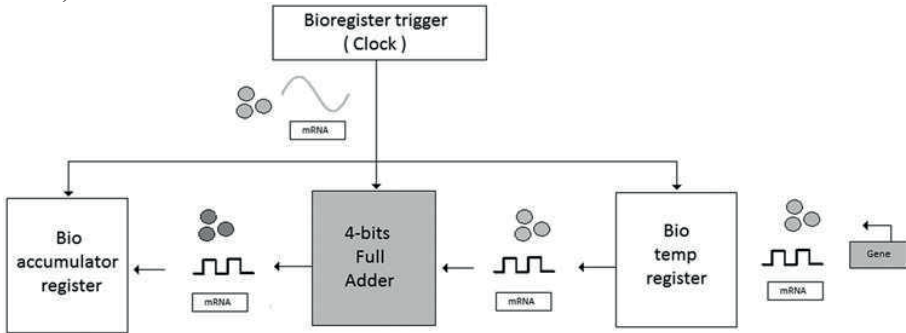 Bioregister trigger
( Clock )
mRNA
Bio
accumulator
register
mRNA
4-bits
Full
Adder
mRNA
Bio
temp
register
mRNA
Gene